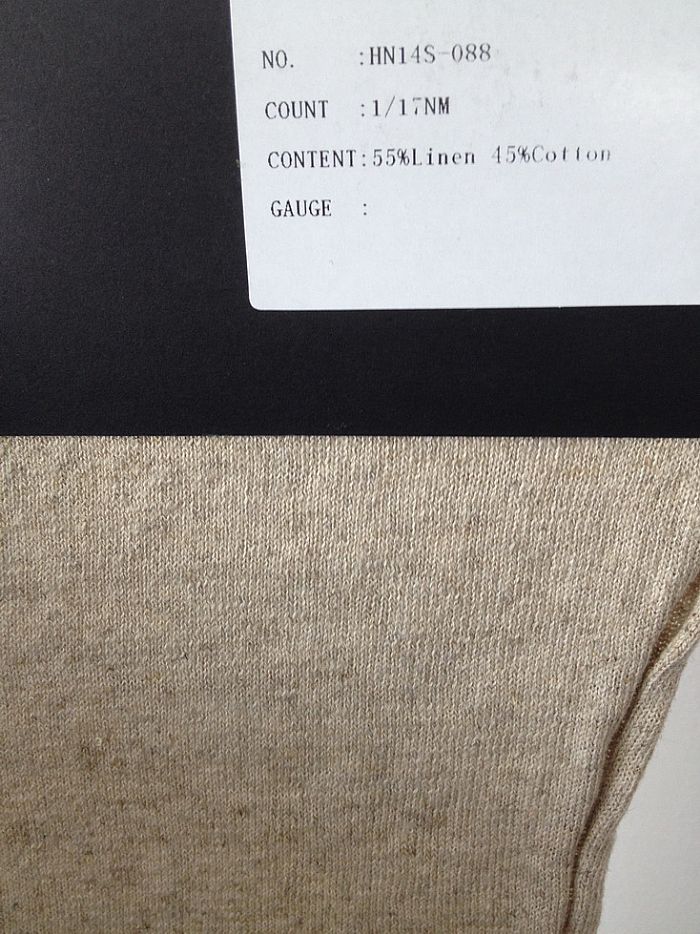 NO. :HN14S-088
COUNT :1/17NM
CONTENT:55%Linen 45%Cotton
GAUGE :